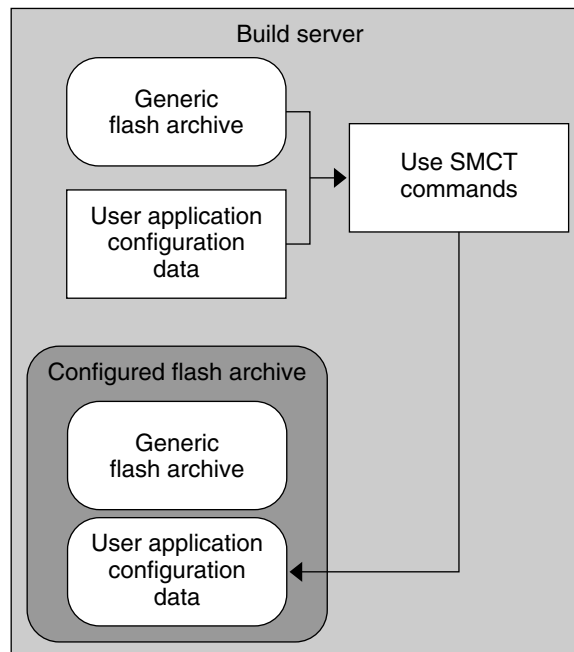 Build server
Generic
flash archive
Use SMCT
commands
User application
configuration
data
Configured flash archive
Generic
flash archive
User application
configuration
data